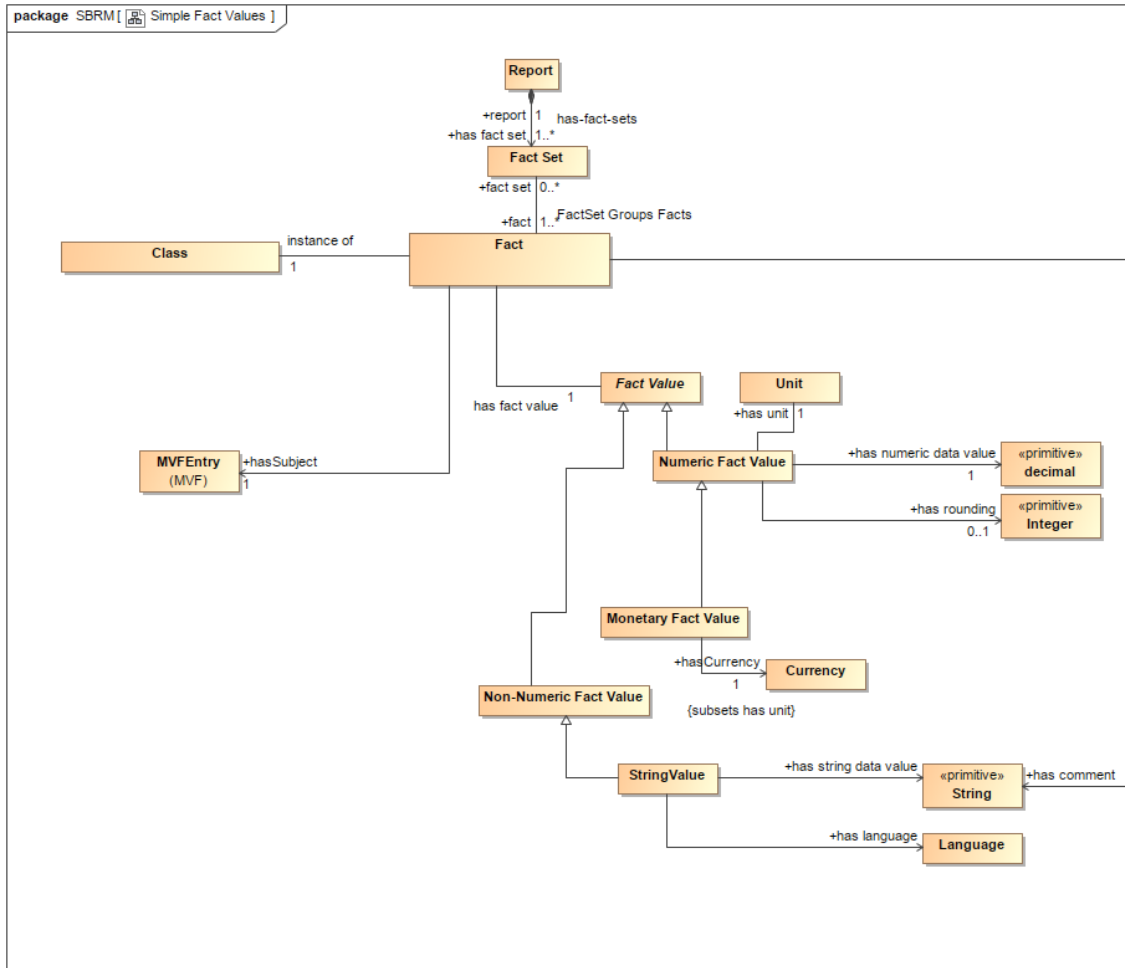 package SBRM [ Simple Fact Values ]
Report
+report 1
has-fact-sets
+has fact set 1..*
Fact Set
+fact set 0..*
FactSet Groups Facts
+fact 1..*
Fact
instance of
1
Class
Fact Value
has fact value 1
Unit
+has unit 1
MVFEntry
(MVF)
+hasSubject
1
Numeric Fact Value
+has numeric data value
1
«primitive»
decimal
+has rounding
0..1
«primitive»
Integer
Monetary Fact Value
+hasCurrency
1
{subsets has unit}
Currency
Non-Numeric Fact Value
StringValue
+has string data value
«primitive»
String
+has comment
+has language
Language